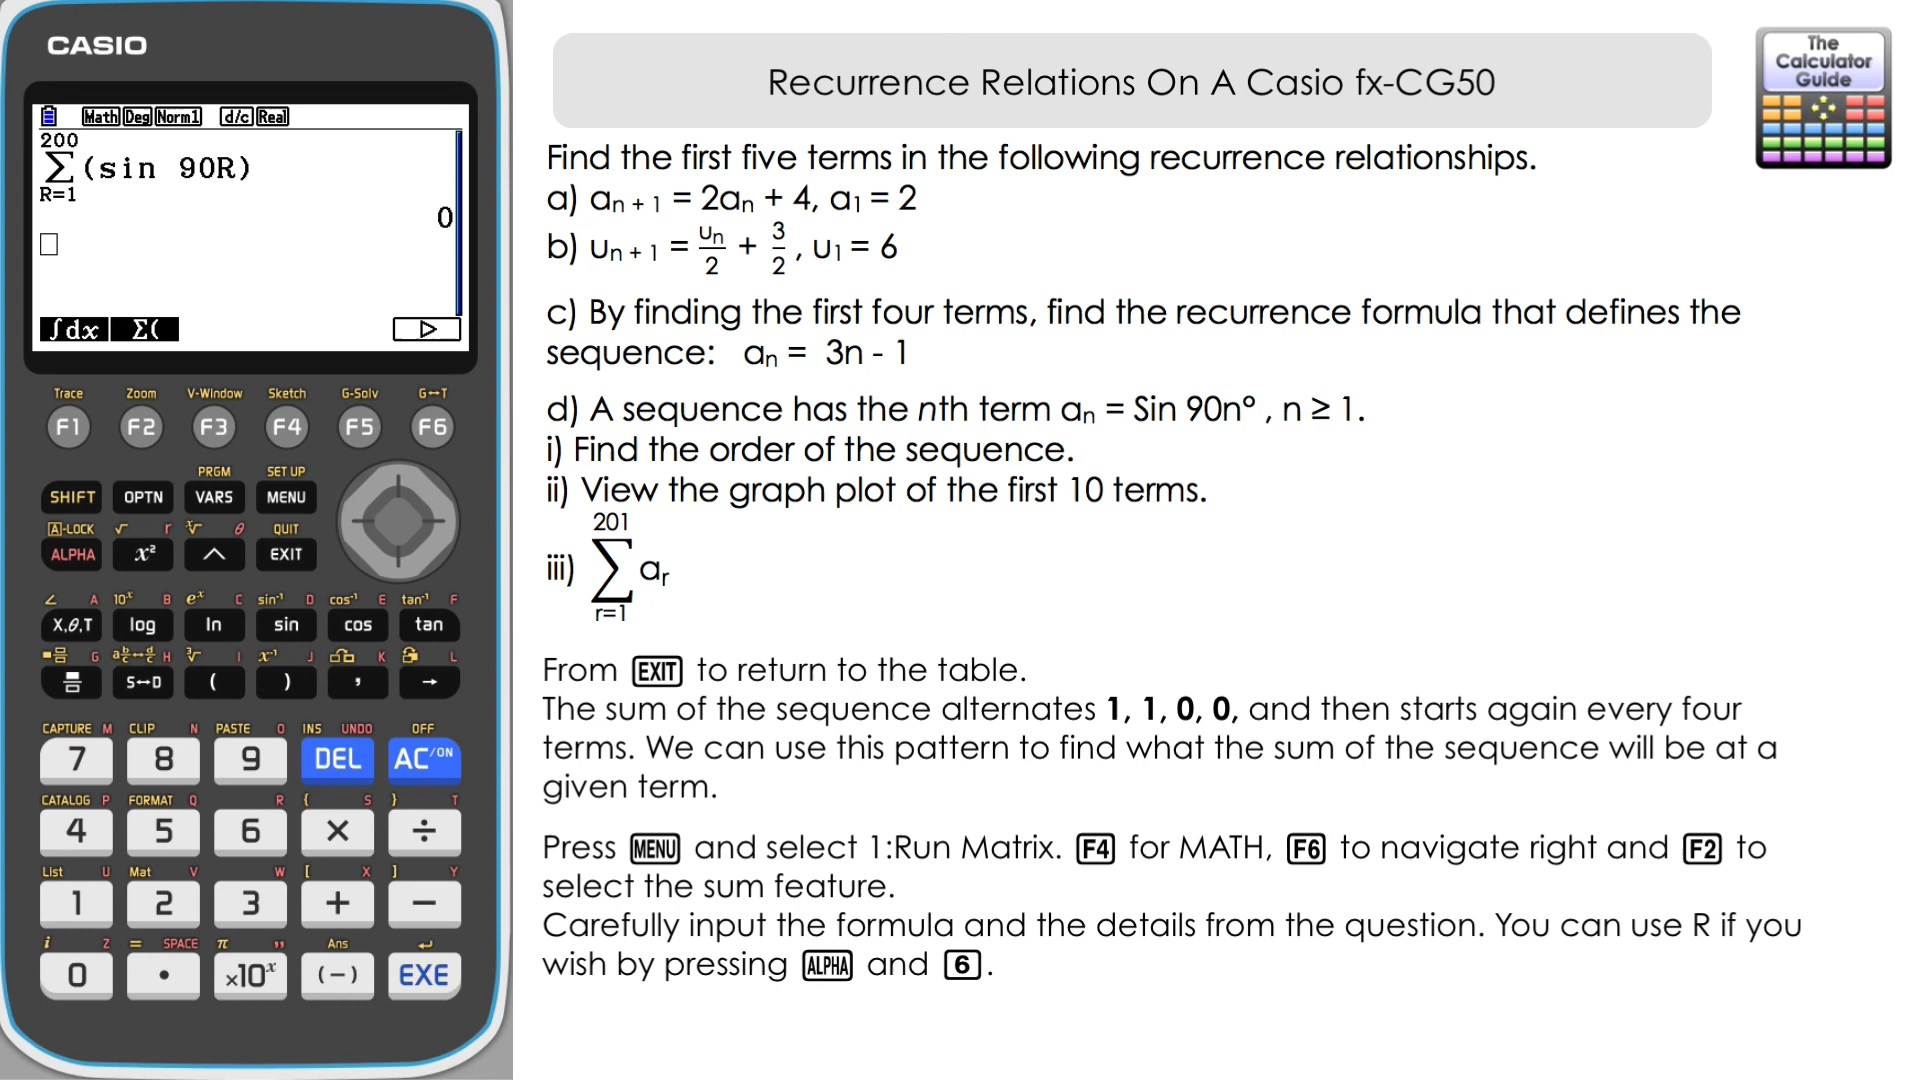 CASIO
Math Deg Norm1 d/c Real
200
∑(sin 90R)
R=1
0
∫dx Σ( ▷
Trace Zoom V-Window Sketch G-Solv G↔T
F1 F2 F3 F4 F5 F6
PRGM SET UP
SHIFT OPTN VARS MENU
A-LOCK √ r ˣ√ θ QUIT
ALPHA x² ^ EXIT
∠ A 10ˣ B eˣ C sin⁻¹ D cos⁻¹ E tan⁻¹ F
X,θ,T log ln sin cos tan
G a b/c↔d/c H ³√ I x⁻¹ J K L
S↔D ( ) , →
CAPTURE M CLIP N PASTE O INS UNDO OFF
7 8 9 DEL AC/ON
CATALOG P FORMAT Q R { S } T
4 5 6 × ÷
List U Mat V W [ X ] Y
1 2 3 + −
i Z = SPACE π " Ans ↵
0 • ×10ˣ (−) EXE
Recurrence Relations On A Casio fx-CG50
The
Calculator
Guide
Find the first five terms in the following recurrence relationships.
a) aₙ ₊ ₁ = 2aₙ + 4, a₁ = 2
b) uₙ ₊ ₁ = uₙ/2 + 3/2 , u₁ = 6
c) By finding the first four terms, find the recurrence formula that defines the
sequence: aₙ = 3n - 1
d) A sequence has the nth term aₙ = Sin 90n° , n ≥ 1.
i) Find the order of the sequence.
ii) View the graph plot of the first 10 terms.
201
iii) ∑ aᵣ
r=1
From EXIT to return to the table.
The sum of the sequence alternates 1, 1, 0, 0, and then starts again every four
terms. We can use this pattern to find what the sum of the sequence will be at a
given term.
Press MENU and select 1:Run Matrix. F4 for MATH, F6 to navigate right and F2 to
select the sum feature.
Carefully input the formula and the details from the question. You can use R if you
wish by pressing ALPHA and 6.